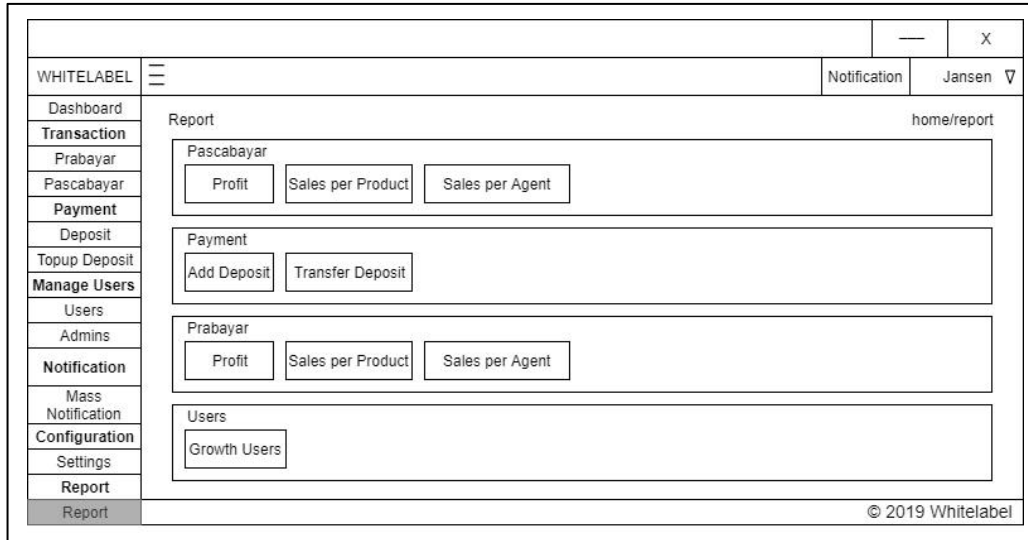 — X
WHITELABEL Notification Jansen ∇
Dashboard
Transaction
Prabayar
Pascabayar
Payment
Deposit
Topup Deposit
Manage Users
Users
Admins
Notification
Mass
Notification
Configuration
Settings
Report
Report
Report home/report
Pascabayar
Profit Sales per Product Sales per Agent
Payment
Add Deposit Transfer Deposit
Prabayar
Profit Sales per Product Sales per Agent
Users
Growth Users
© 2019 Whitelabel